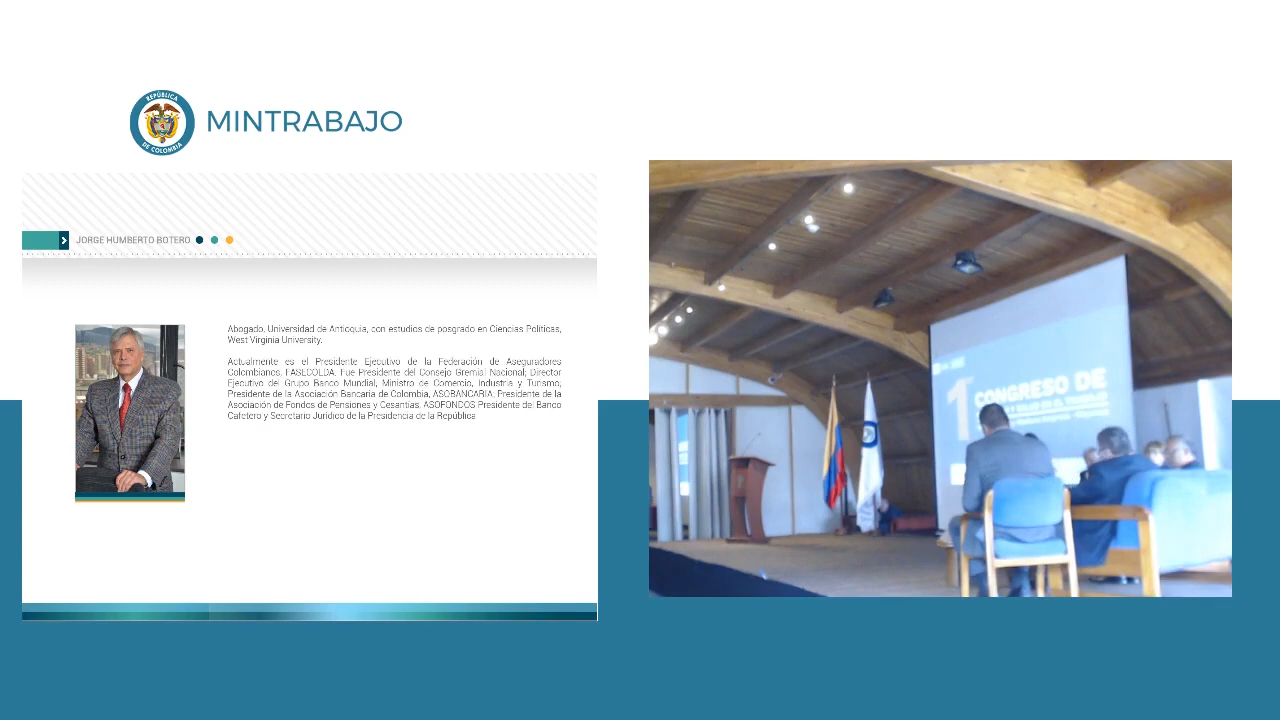 REPÚBLICA
DE COLOMBIA
MINTRABAJO
JORGE HUMBERTO BOTERO
Abogado, Universidad de Antioquia, con estudios de posgrado en Ciencias Políticas,
West Virginia University.
Actualmente es el Presidente Ejecutivo de la Federación de Aseguradores
Colombianos, FASECOLDA. Fue Presidente del Consejo Gremial Nacional; Director
Ejecutivo del Grupo Banco Mundial; Ministro de Comercio, Industria y Turismo;
Presidente de la Asociación Bancaria de Colombia, ASOBANCARIA. Presidente de la
Asociación de Fondos de Pensiones y Cesantías, ASOFONDOS Presidente del Banco
Cafetero y Secretario Jurídico de la Presidencia de la República
1
CONGRESO DE
Y SALUD EN EL TRABAJO